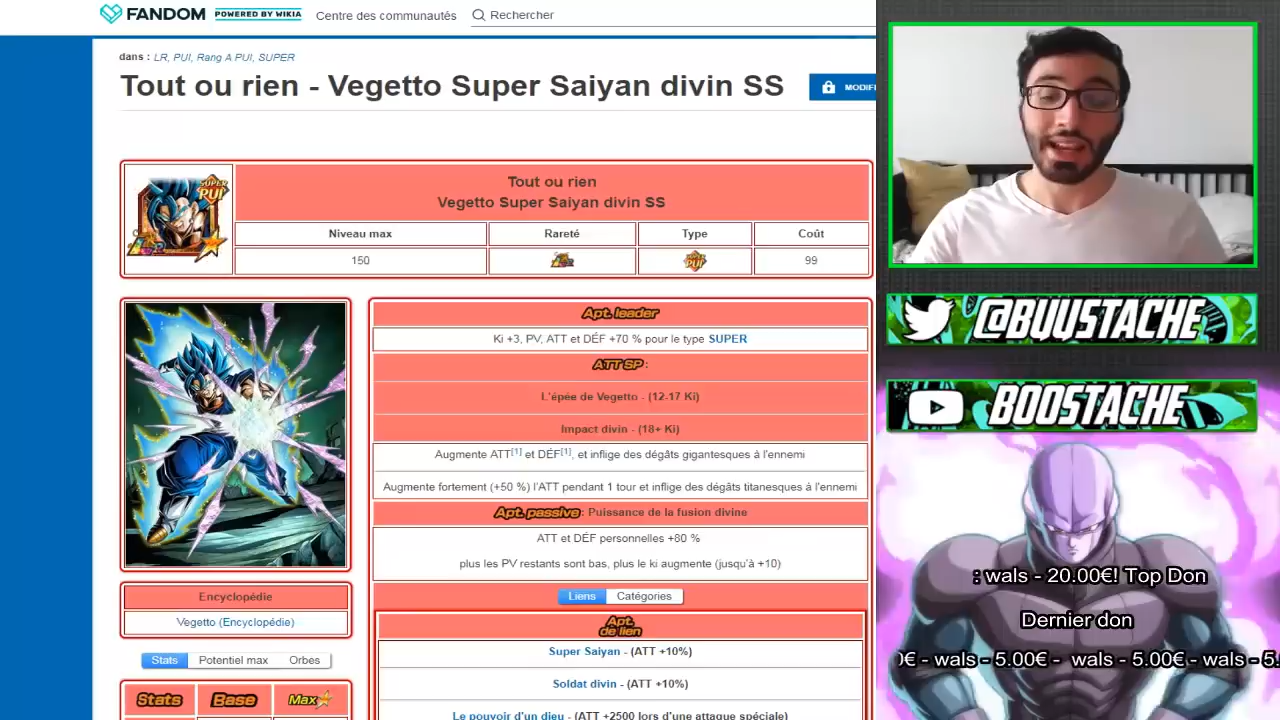 FANDOM POWERED BY WIKIA Centre des communautés Rechercher
dans : LR, PUI, Rang A PUI, SUPER
Tout ou rien - Vegetto Super Saiyan divin SS
MODIFI
SUPER PUI
Tout ou rien
Vegetto Super Saiyan divin SS
Niveau max Rareté Type Coût
150 LR SUPER PUI 99
Apt. leader
Ki +3, PV, ATT et DÉF +70 % pour le type SUPER
ATT SP :
L'épée de Vegetto - (12-17 Ki)
Impact divin - (18+ Ki)
Augmente ATT[1] et DÉF[1], et inflige des dégâts gigantesques à l'ennemi
Augmente fortement (+50 %) l'ATT pendant 1 tour et inflige des dégâts titanesques à l'ennemi
Apt. passive : Puissance de la fusion divine
ATT et DÉF personnelles +80 %
plus les PV restants sont bas, plus le ki augmente (jusqu'à +10)
Liens Catégories
Apt. de lien
Super Saiyan - (ATT +10%)
Soldat divin - (ATT +10%)
Le pouvoir d'un dieu - (ATT +2500 lors d'une attaque spéciale)
Encyclopédie
Vegetto (Encyclopédie)
Stats Potentiel max Orbes
Stats Base Max
@BUUSTACHE
BOOSTACHE
: wals - 20.00€! Top Don
Dernier don
0€ - wals - 5.00€ - wals - 5.00€ - wals - 5.